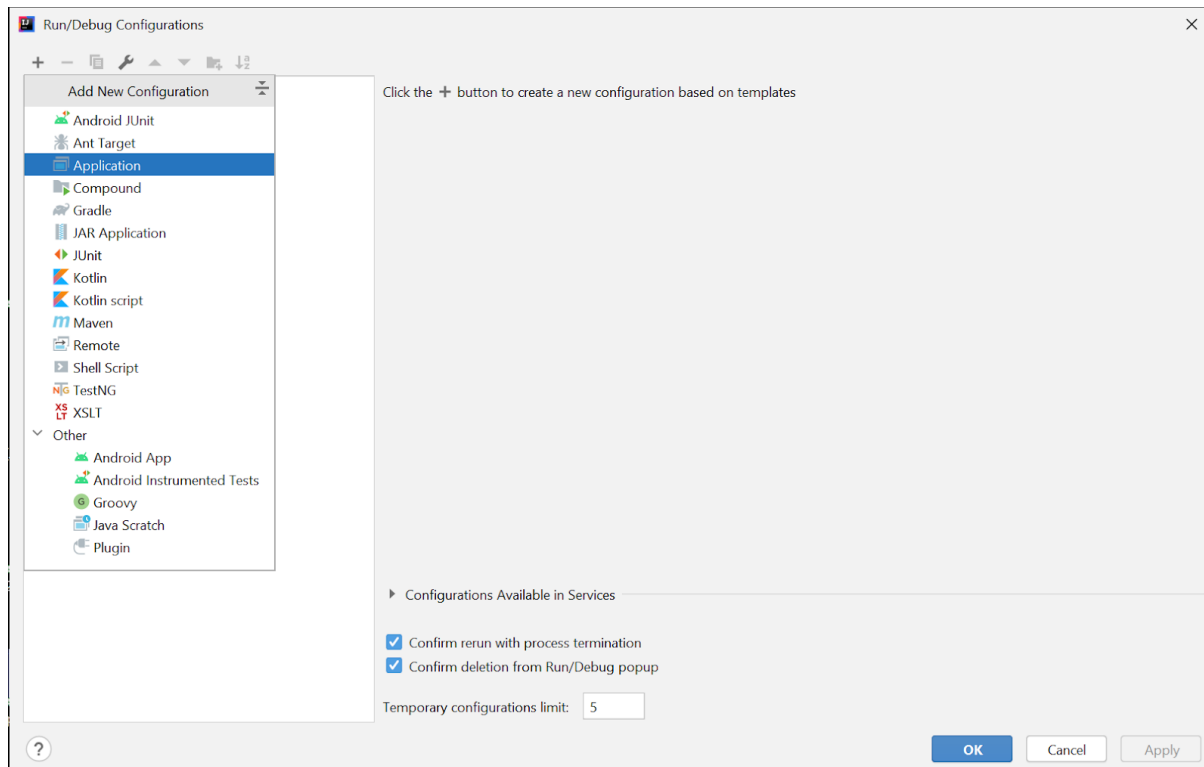 Run/Debug Configurations
Add New Configuration
Android JUnit
Ant Target
Application
Compound
Gradle
JAR Application
JUnit
Kotlin
Kotlin script
Maven
Remote
Shell Script
TestNG
XSLT
Other
Android App
Android Instrumented Tests
Groovy
Java Scratch
Plugin
Click the + button to create a new configuration based on templates
Configurations Available in Services
Confirm rerun with process termination
Confirm deletion from Run/Debug popup
Temporary configurations limit: 5
? OK Cancel Apply